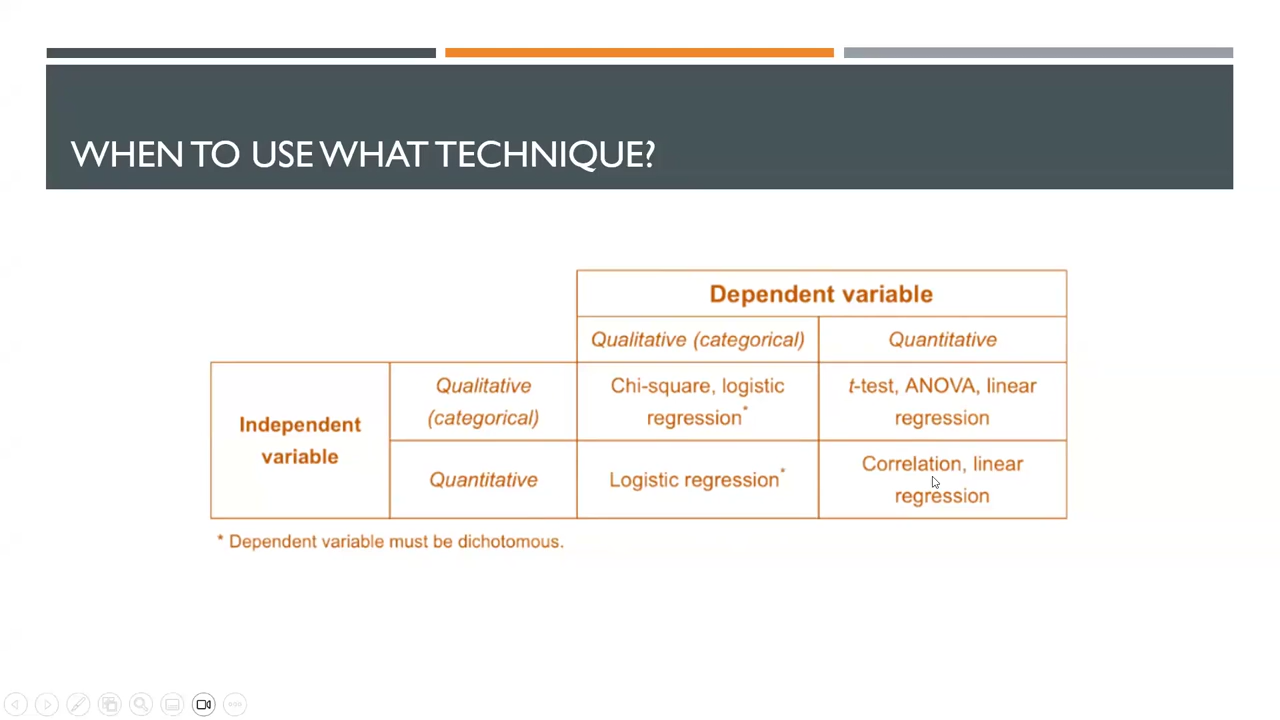 WHEN TO USE WHAT TECHNIQUE?
Dependent variable
Qualitative (categorical)
Quantitative
Independent
variable
Qualitative
(categorical)
Chi-square, logistic
regression*
t-test, ANOVA, linear
regression
Quantitative
Logistic regression*
Correlation, linear
regression
* Dependent variable must be dichotomous.